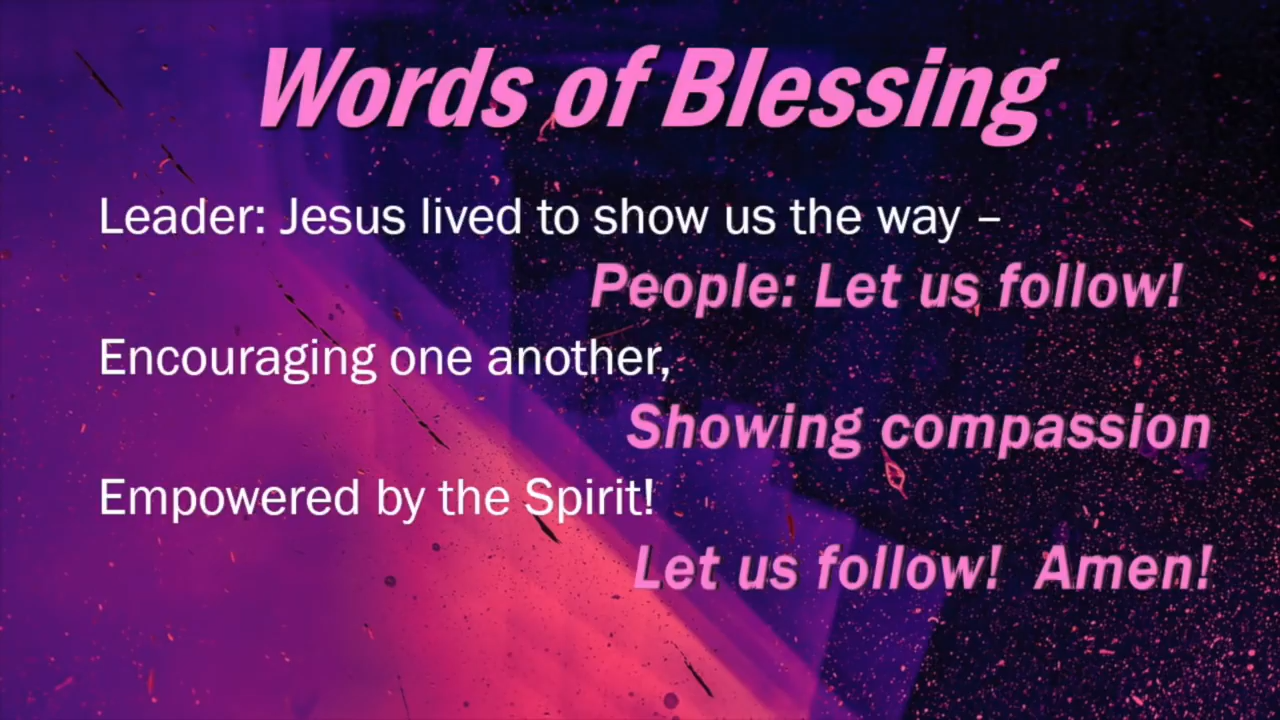 Words of Blessing
Leader: Jesus lived to show us the way –
People: Let us follow!
Encouraging one another,
Showing compassion
Empowered by the Spirit!
Let us follow!  Amen!